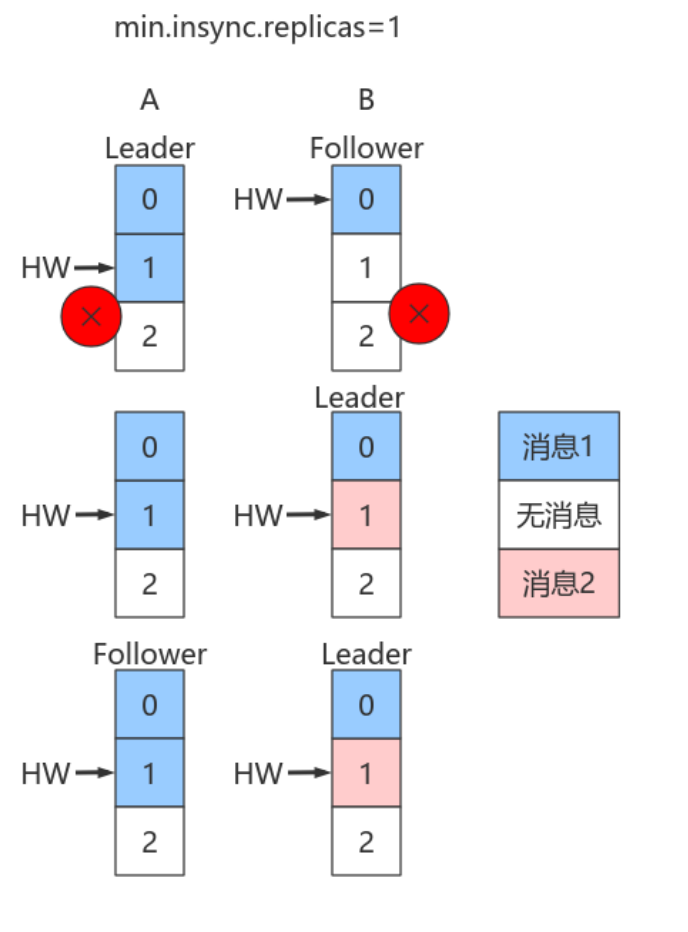 min.insync.replicas=1
A B
Leader Follower
0 HW 0
HW 1 1
2 2
Leader
0 0 消息1
HW 1 HW 1 无消息
2 2 消息2
Follower Leader
0 0
HW 1 HW 1
2 2